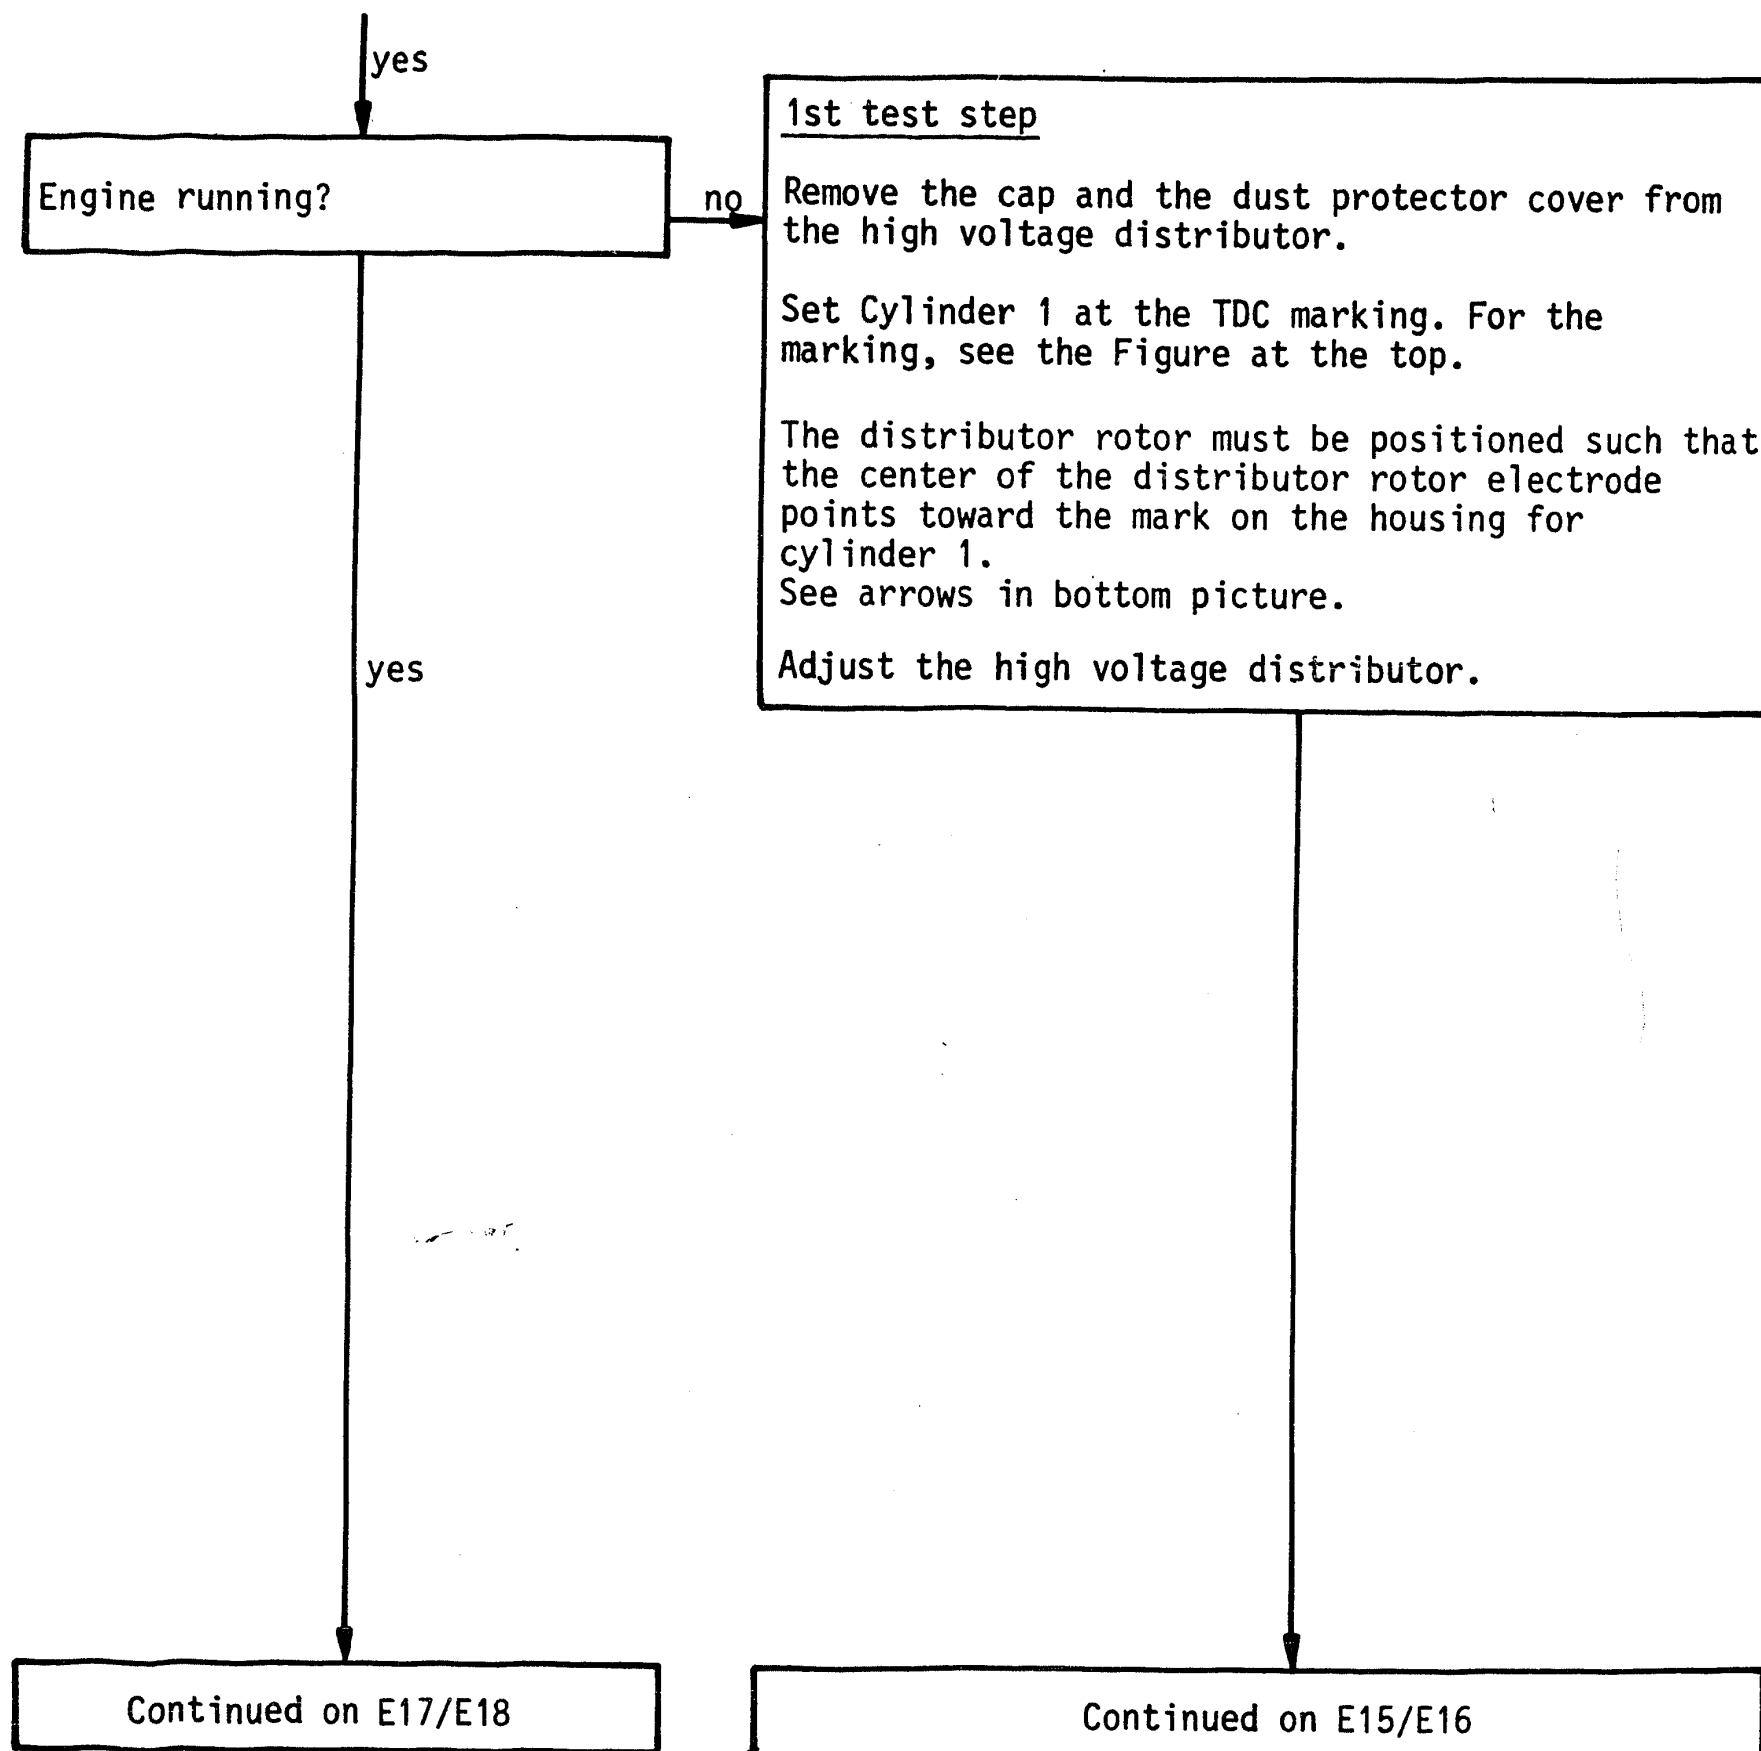 yes
Engine running?
no
1st test step
Remove the cap and the dust protector cover from
the high voltage distributor.
Set Cylinder 1 at the TDC marking. For the
marking, see the Figure at the top.
The distributor rotor must be positioned such that
the center of the distributor rotor electrode
points toward the mark on the housing for
cylinder 1.
See arrows in bottom picture.
Adjust the high voltage distributor.
yes
Continued on E17/E18
Continued on E15/E16